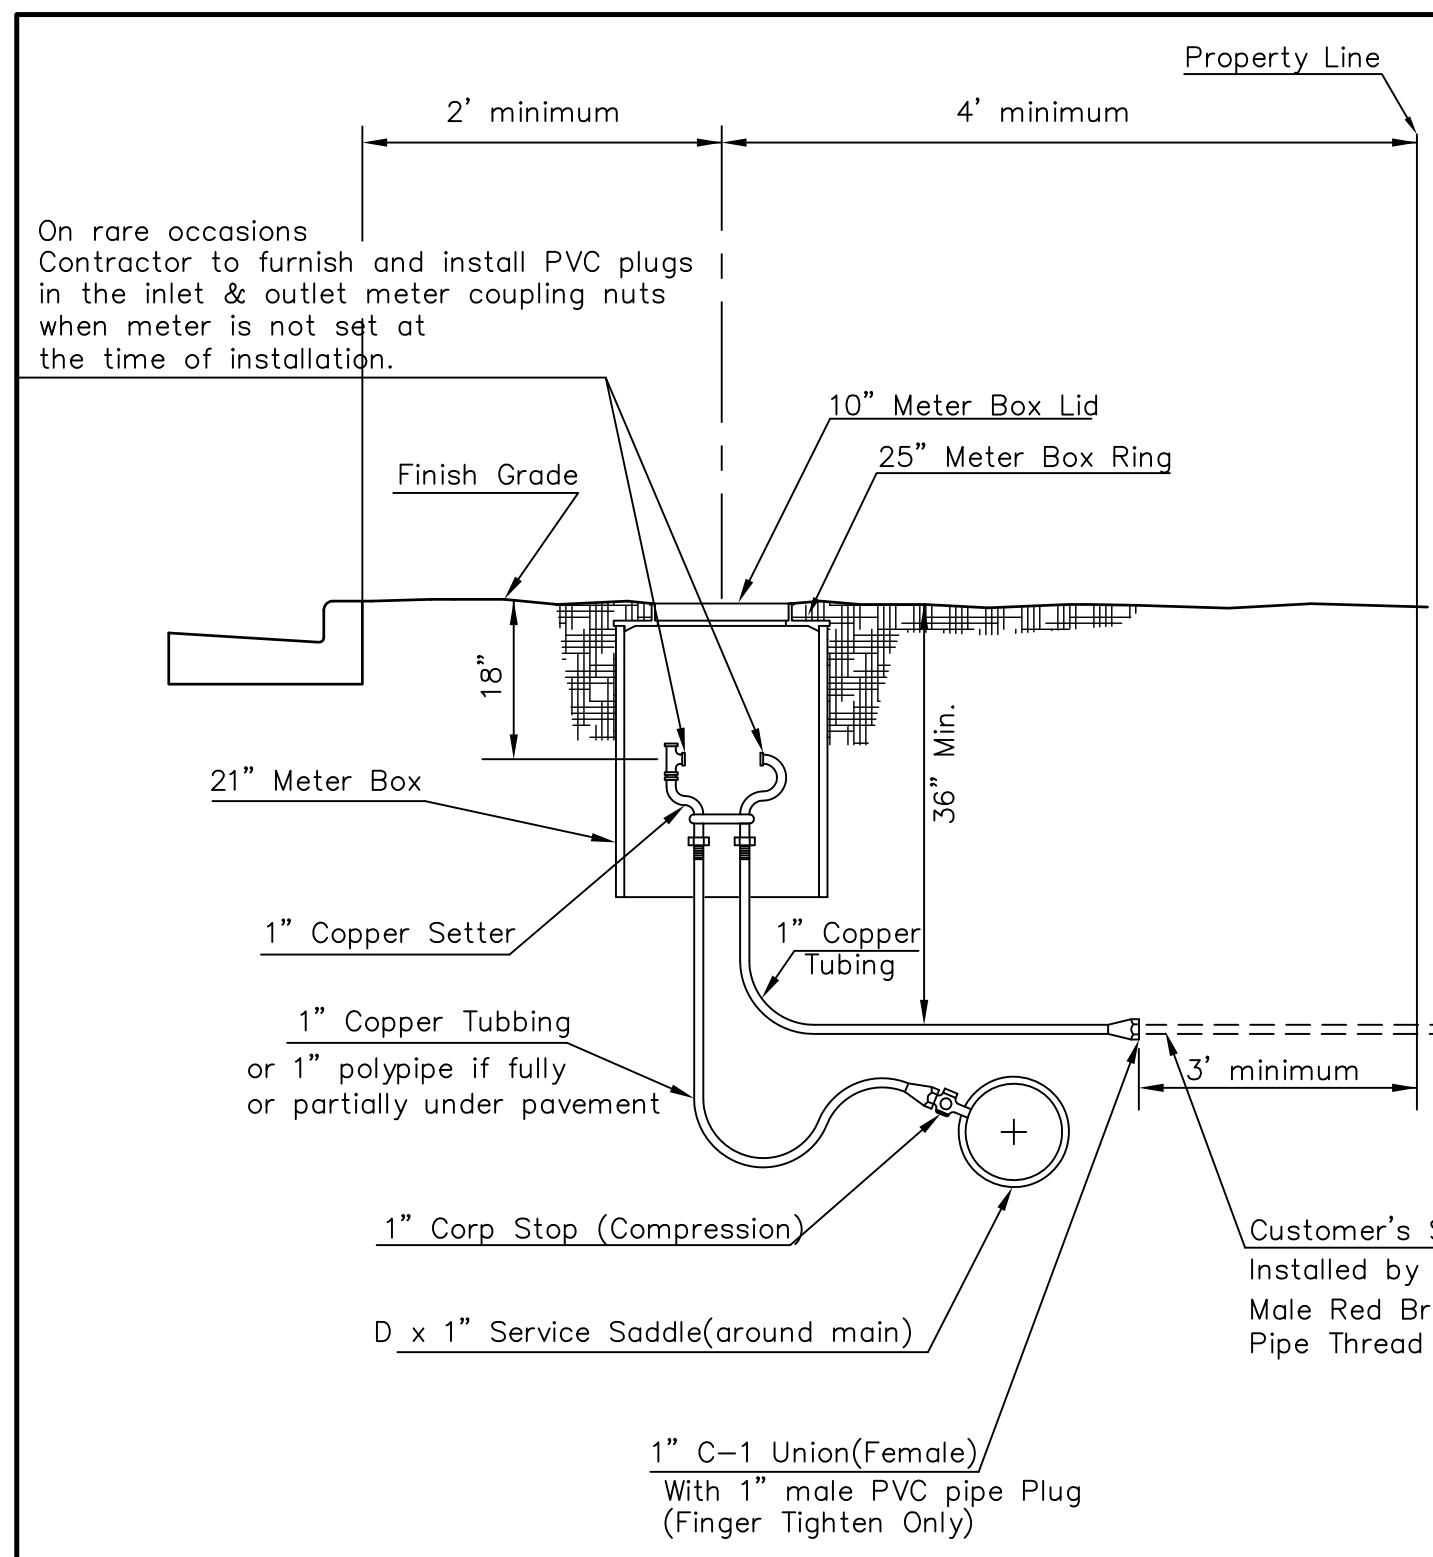 Property Line
2' minimum
4' minimum
On rare occasions
Contractor to furnish and install PVC plugs
in the inlet & outlet meter coupling nuts
when meter is not set at
the time of installation.
10" Meter Box Lid
25" Meter Box Ring
Finish Grade
18"
36" Min.
21" Meter Box
1" Copper Setter
1" Copper
Tubing
1" Copper Tubbing
or 1" polypipe if fully
or partially under pavement
3' minimum
1" Corp Stop (Compression)
Customer's
Installed by
Male Red
Pipe Thread
D x 1" Service Saddle(around main)
1" C-1 Union(Female)
With 1" male PVC pipe Plug
(Finger Tighten Only)